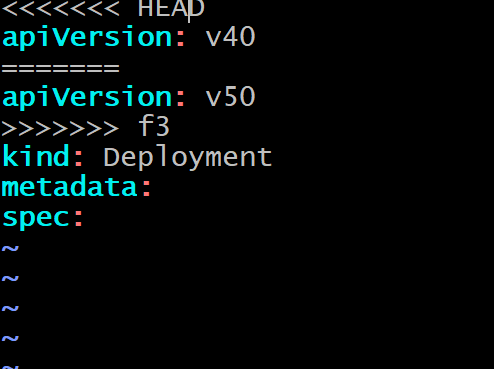 <<<<<<< HEAD
apiVersion: v40
=======
apiVersion: v50
>>>>>>> f3
kind: Deployment
metadata:
spec:
~
~
~
~
~